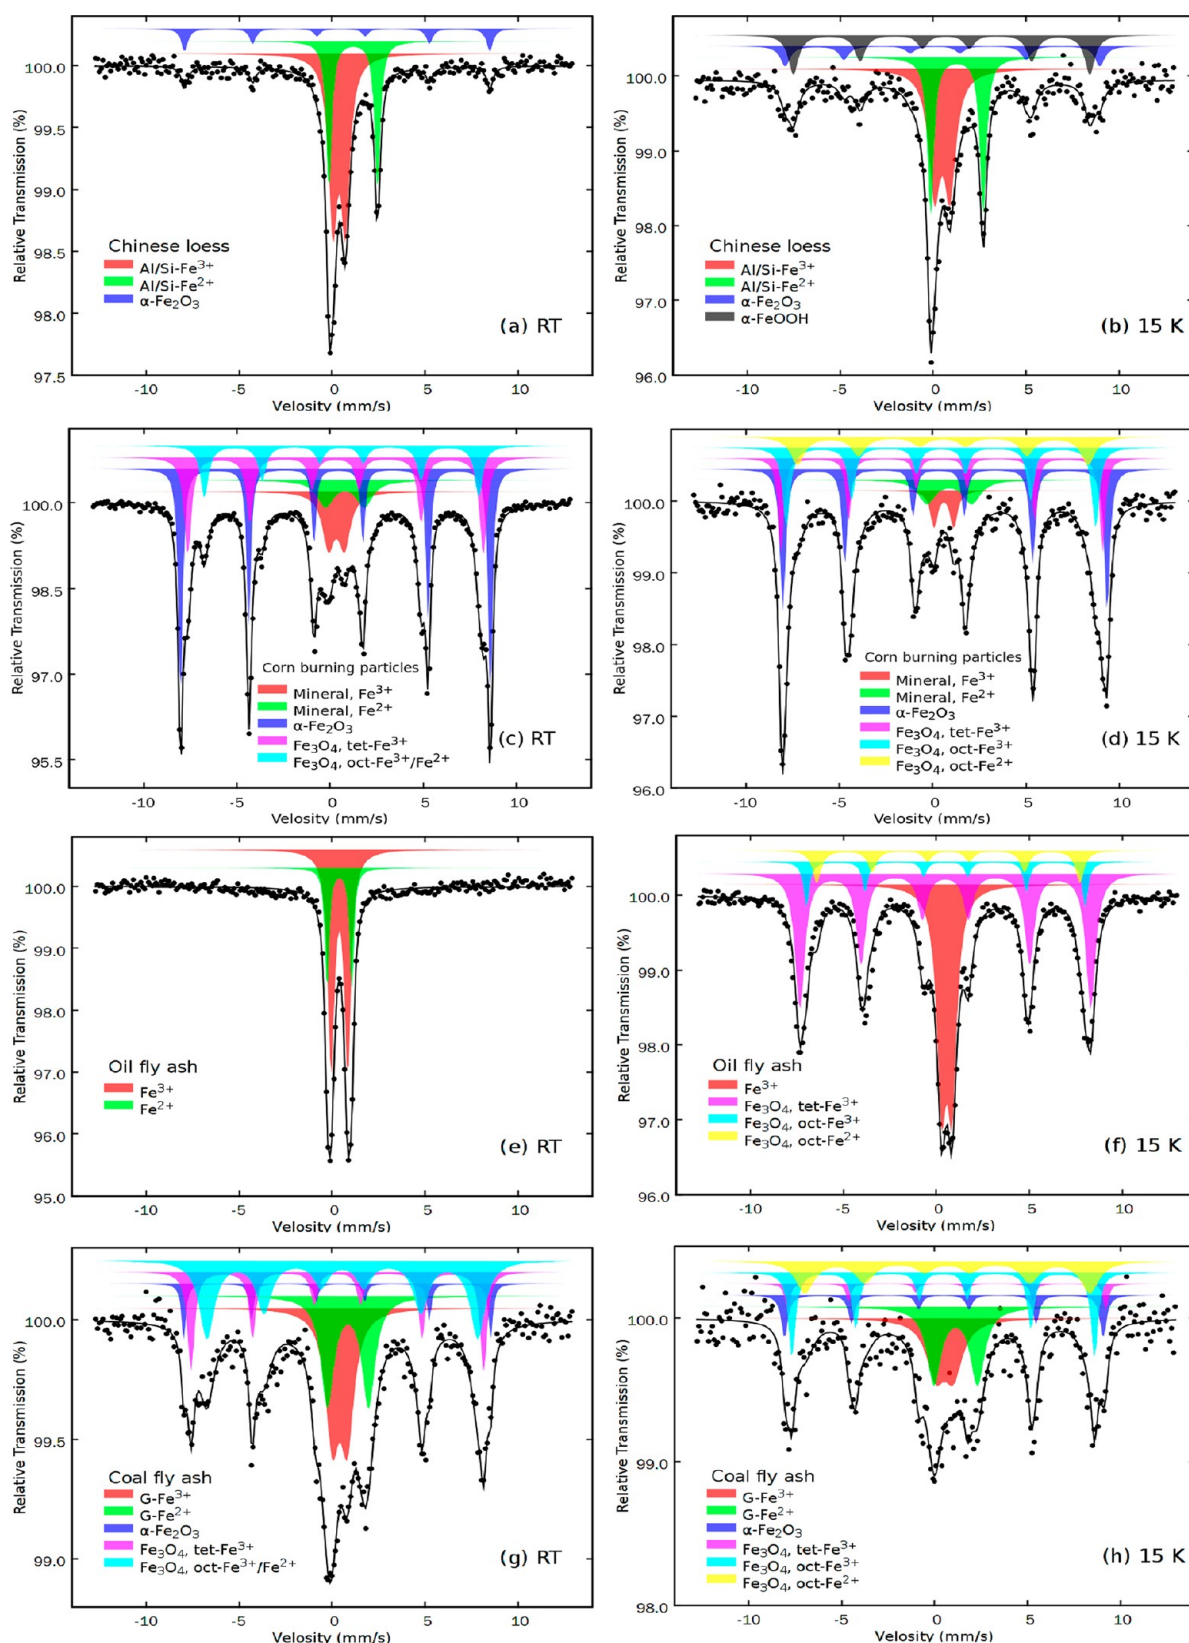 100.0
99.5
99.0
98.5
98.0
97.5
Relative Transmission (%)
Chinese loess
Al/Si-Fe3+
Al/Si-Fe2+
α-Fe2O3
(a) RT
-10 -5 0 5 10
Velosity (mm/s)
100.0
99.0
98.0
97.0
96.0
Relative Transmission (%)
Chinese loess
Al/Si-Fe3+
Al/Si-Fe2+
α-Fe2O3
α-FeOOH
(b) 15 K
-10 -5 0 5 10
Velosity (mm/s)
100.0
98.5
97.0
95.5
Relative Transmission (%)
Corn burning particles
Mineral, Fe3+
Mineral, Fe2+
α-Fe2O3
Fe3O4, tet-Fe3+
Fe3O4, oct-Fe3+/Fe2+
(c) RT
-10 -5 0 5 10
Velosity (mm/s)
100.0
99.0
98.0
97.0
96.0
Relative Transmission (%)
Corn burning particles
Mineral, Fe3+
Mineral, Fe2+
α-Fe2O3
Fe3O4, tet-Fe3+
Fe3O4, oct-Fe3+
Fe3O4, oct-Fe2+
(d) 15 K
-10 -5 0 5 10
Velosity (mm/s)
100.0
99.0
98.0
97.0
96.0
95.0
Relative Transmission (%)
Oil fly ash
Fe3+
Fe2+
(e) RT
-10 -5 0 5 10
Velosity (mm/s)
100.0
99.0
98.0
97.0
96.0
Relative Transmission (%)
Oil fly ash
Fe3+
Fe3O4, tet-Fe3+
Fe3O4, oct-Fe3+
Fe3O4, oct-Fe2+
(f) 15 K
-10 -5 0 5 10
Velosity (mm/s)
100.0
99.5
99.0
Relative Transmission (%)
Coal fly ash
G-Fe3+
G-Fe2+
α-Fe2O3
Fe3O4, tet-Fe3+
Fe3O4, oct-Fe3+/Fe2+
(g) RT
-10 -5 0 5 10
Velosity (mm/s)
100.0
99.0
98.0
Relative Transmission (%)
Coal fly ash
G-Fe3+
G-Fe2+
α-Fe2O3
Fe3O4, tet-Fe3+
Fe3O4, oct-Fe3+
Fe3O4, oct-Fe2+
(h) 15 K
-10 -5 0 5 10
Velosity (mm/s)